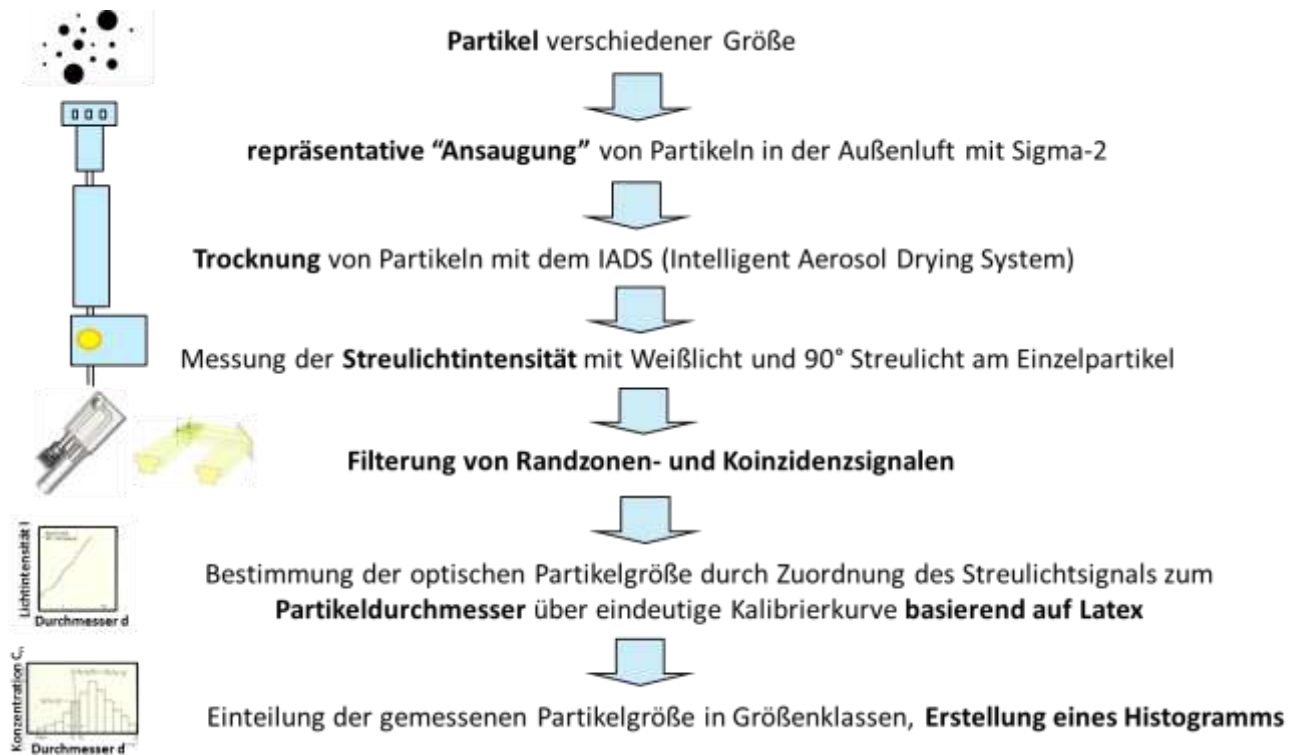 Partikel verschiedener Größe
repräsentative “Ansaugung” von Partikeln in der Außenluft mit Sigma-2
Trocknung von Partikeln mit dem IADS (Intelligent Aerosol Drying System)
Messung der Streulichtintensität mit Weißlicht und 90° Streulicht am Einzelpartikel
Filterung von Randzonen- und Koinzidenzsignalen
Lichtintensität I
Durchmesser d
Bestimmung der optischen Partikelgröße durch Zuordnung des Streulichtsignals zum
Partikeldurchmesser über eindeutige Kalibrierkurve basierend auf Latex
Konzentration
Durchmesser d
Einteilung der gemessenen Partikelgröße in Größenklassen, Erstellung eines Histogramms